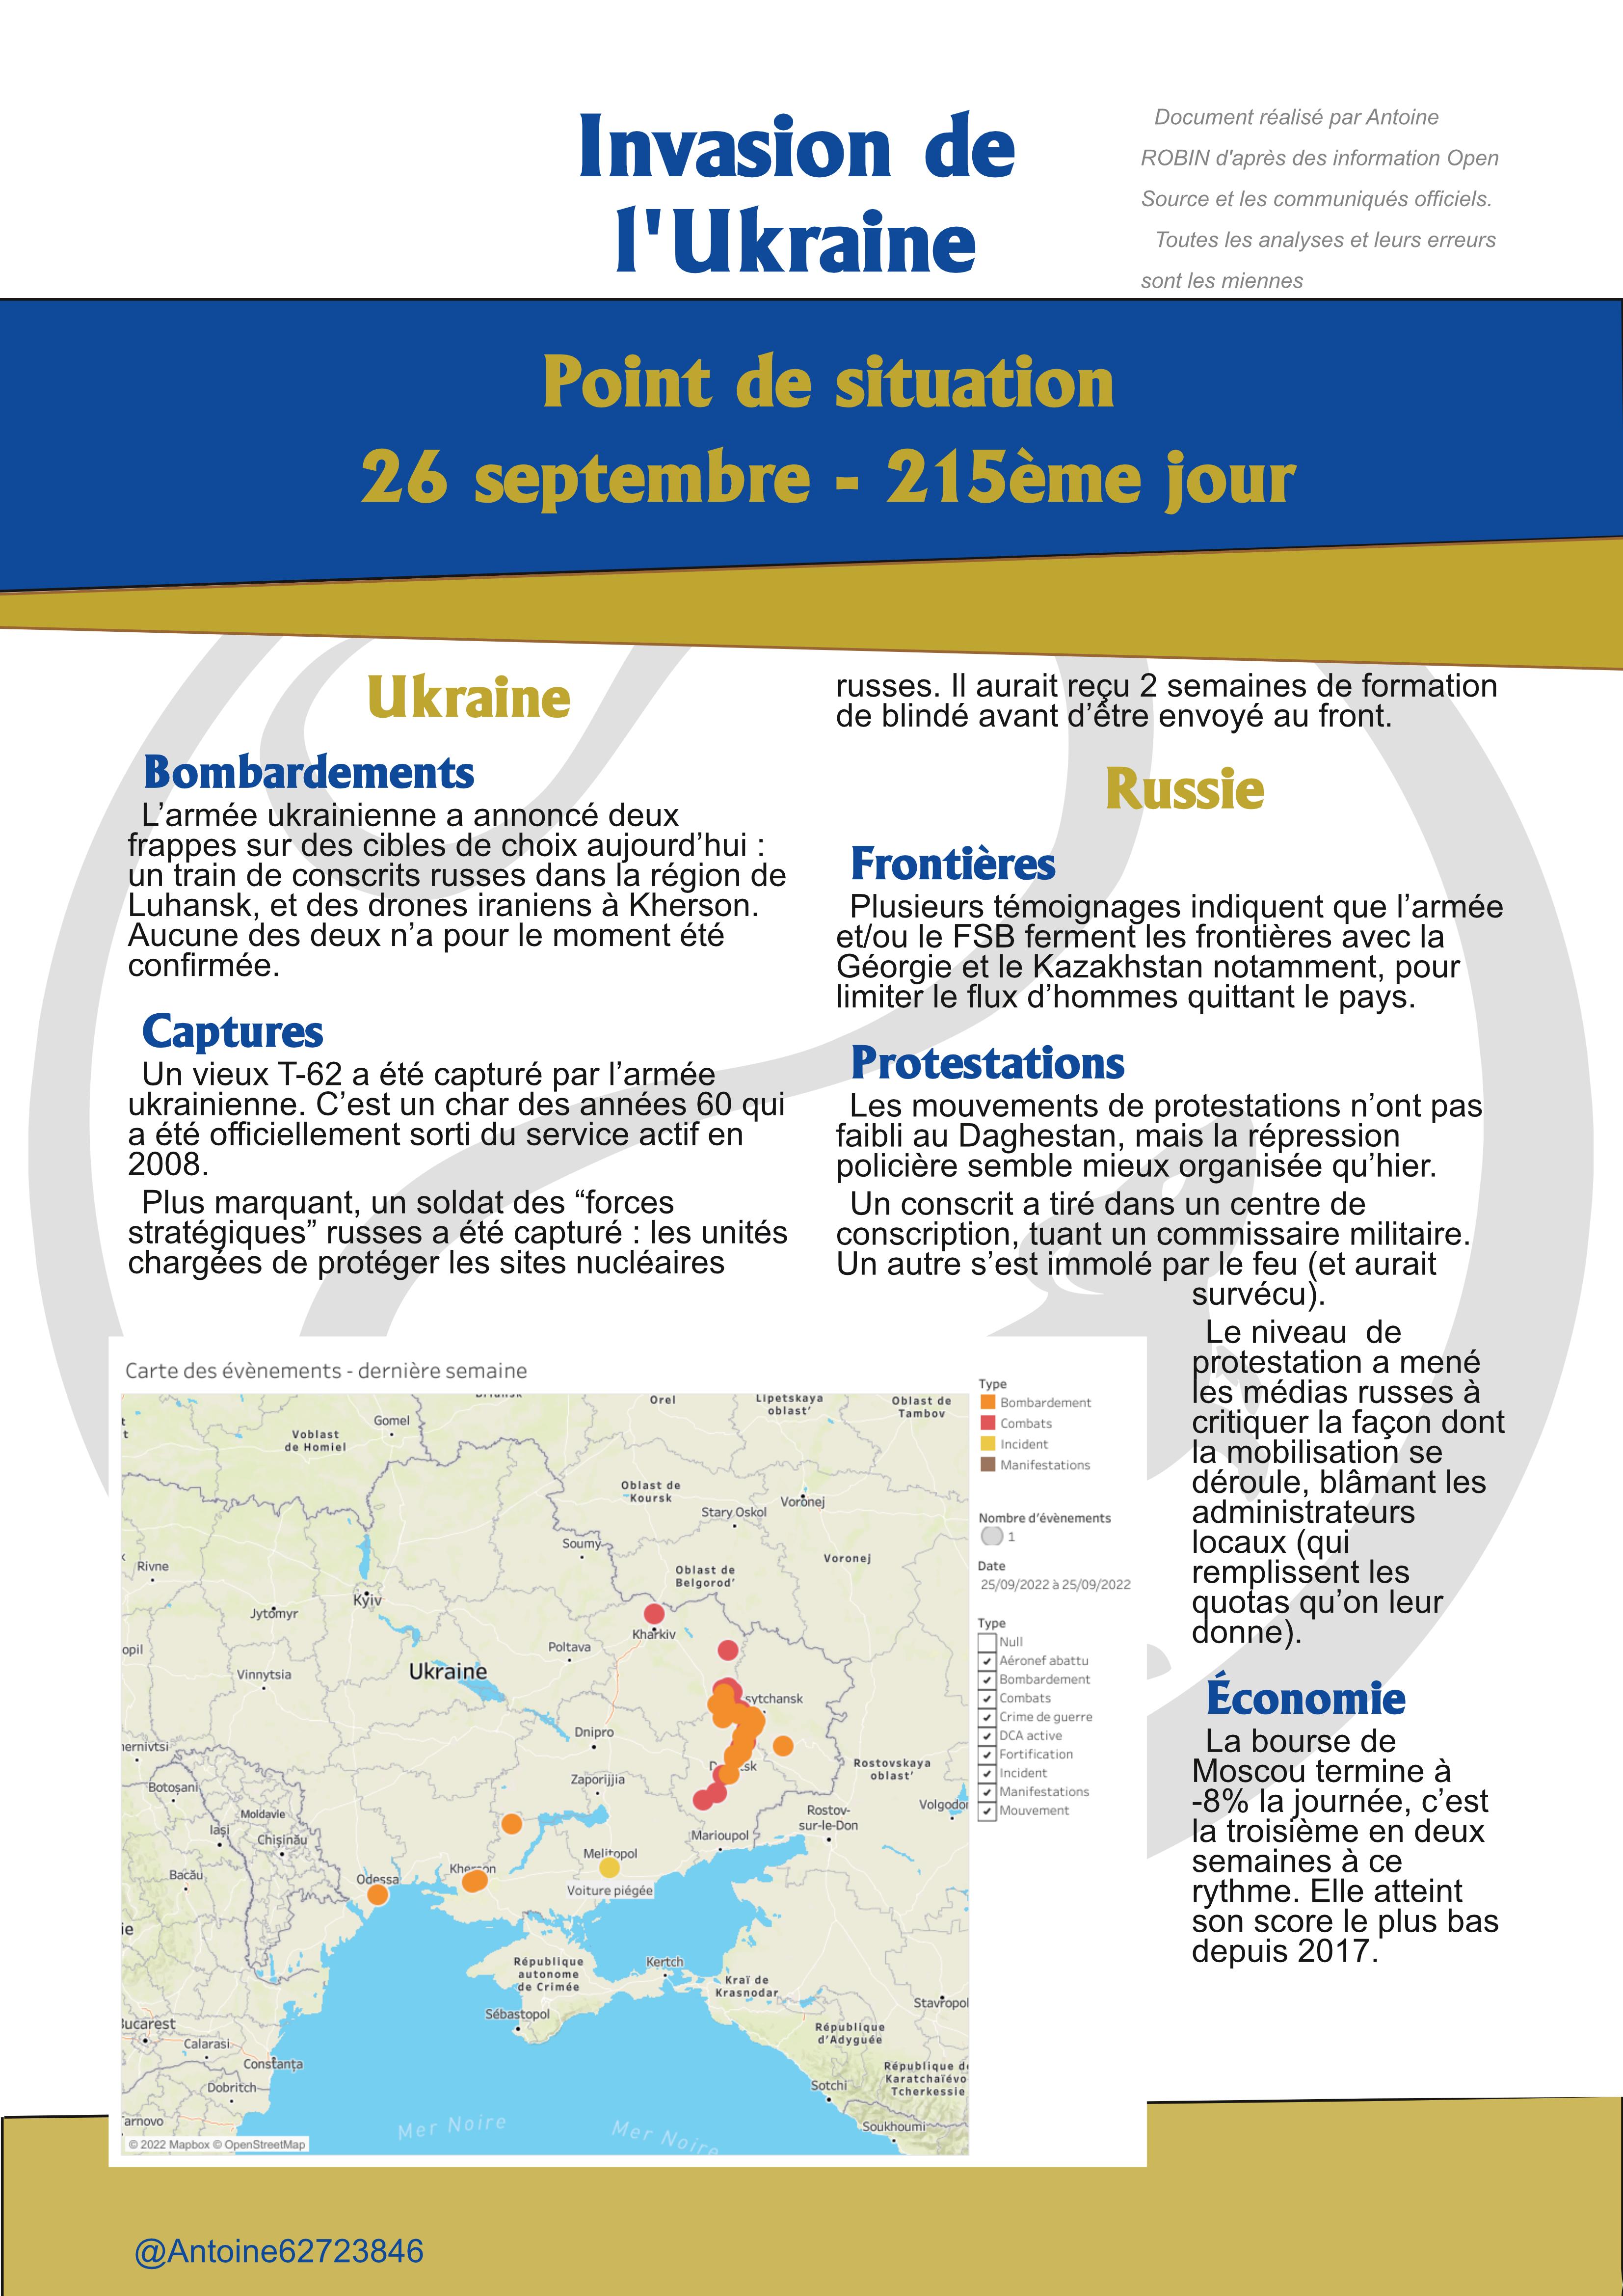 Invasion de
l'Ukraine
Document réalisé par Antoine
ROBIN d'après des information Open
Source et les communiqués officiels.
Toutes les analyses et leurs erreurs
sont les miennes
Point de situation
26 septembre - 215ème jour
Ukraine
Bombardements
L’armée ukrainienne a annoncé deux
frappes sur des cibles de choix aujourd’hui :
un train de conscrits russes dans la région de
Luhansk, et des drones iraniens à Kherson.
Aucune des deux n’a pour le moment été
confirmée.
Captures
Un vieux T-62 a été capturé par l’armée
ukrainienne. C’est un char des années 60 qui
a été officiellement sorti du service actif en
2008.
Plus marquant, un soldat des “forces
stratégiques” russes a été capturé : les unités
chargées de protéger les sites nucléaires
russes. Il aurait reçu 2 semaines de formation
de blindé avant d’être envoyé au front.
Russie
Frontières
Plusieurs témoignages indiquent que l’armée
et/ou le FSB ferment les frontières avec la
Géorgie et le Kazakhstan notamment, pour
limiter le flux d’hommes quittant le pays.
Protestations
Les mouvements de protestations n’ont pas
faibli au Daghestan, mais la répression
policière semble mieux organisée qu’hier.
Un conscrit a tiré dans un centre de
conscription, tuant un commissaire militaire.
Un autre s’est immolé par le feu (et aurait
survécu).
Le niveau de
protestation a mené
les médias russes à
critiquer la façon dont
la mobilisation se
déroule, blâmant les
administrateurs
locaux (qui
remplissent les
quotas qu’on leur
donne).
Économie
La bourse de
Moscou termine à
-8% la journée, c’est
la troisième en deux
semaines à ce
rythme. Elle atteint
son score le plus bas
depuis 2017.
Carte des évènements - dernière semaine
Orel
Lipetskaya
oblast'
Oblast de
Tambov
Gomel
Voblast
de Homiel
Oblast de
Koursk
Stary Oskol
Voronej
Soumy
Voronej
Rivne
Oblast de
Belgorod'
Kyiv
Jytomyr
Kharkiv
Poltava
opil
Ukraine
Vinnytsia
sytchansk
Dnipro
ernivtsi
Rostovskaya
oblast'
Zaporijjia
Botoșani
Volgodo
Moldavie
Rostov-
sur-le-Don
Iași
Chișinău
Marioupol
Melitopol
Bacău
Kherson
Odessa
Voiture piégée
ie
République
autonome
de Crimée
Kertch
Kraï de
Krasnodar
Stavropol
Sébastopol
Bucarest
République
d'Adyguée
Calarasi
Constanța
République d
Karatchaïévo
Tcherkessie
Dobritch
Sotchi
arnovo
Mer Noire
Mer Noire
Soukhoumi
© 2022 Mapbox © OpenStreetMap
Type
Bombardement
Combats
Incident
Manifestations
Nombre d'évènements
1
Date
25/09/2022 à 25/09/2022
Type
Null
Aéronef abattu
Bombardement
Combats
Crime de guerre
DCA active
Fortification
Incident
Manifestations
Mouvement
@Antoine62723846